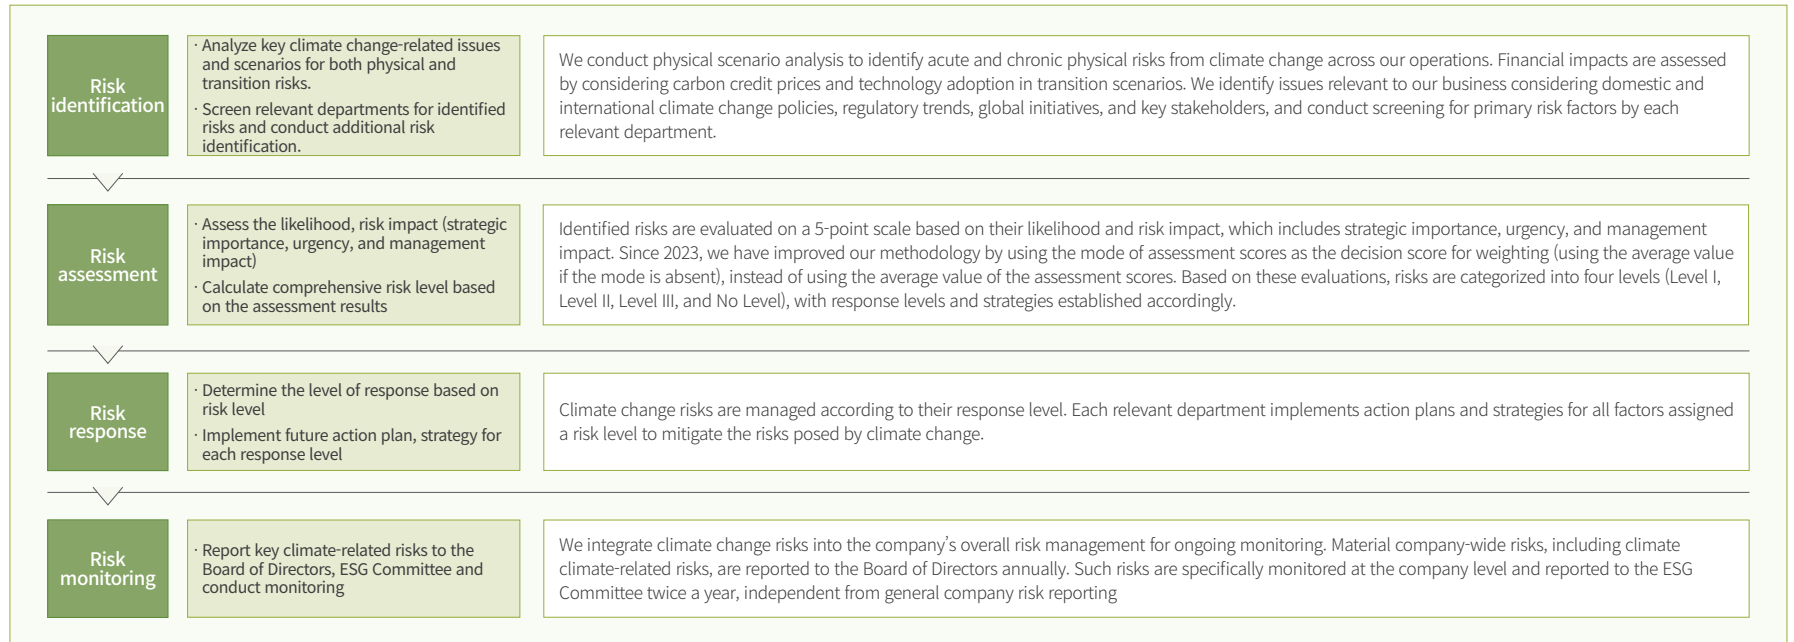 Risk
identification
· Analyze key climate change-related issues
and scenarios for both physical and
transition risks.
· Screen relevant departments for identified
risks and conduct additional risk
identification.
We conduct physical scenario analysis to identify acute and chronic physical risks from climate change across our operations. Financial impacts are assessed
by considering carbon credit prices and technology adoption in transition scenarios. We identify issues relevant to our business considering domestic and
international climate change policies, regulatory trends, global initiatives, and key stakeholders, and conduct screening for primary risk factors by each
relevant department.
Risk
assessment
· Assess the likelihood, risk impact (strategic
importance, urgency, and management
impact)
· Calculate comprehensive risk level based
on the assessment results
Identified risks are evaluated on a 5-point scale based on their likelihood and risk impact, which includes strategic importance, urgency, and management
impact. Since 2023, we have improved our methodology by using the mode of assessment scores as the decision score for weighting (using the average value
if the mode is absent), instead of using the average value of the assessment scores. Based on these evaluations, risks are categorized into four levels (Level I,
Level II, Level III, and No Level), with response levels and strategies established accordingly.
Risk
response
· Determine the level of response based on
risk level
· Implement future action plan, strategy for
each response level
Climate change risks are managed according to their response level. Each relevant department implements action plans and strategies for all factors assigned
a risk level to mitigate the risks posed by climate change.
Risk
monitoring
· Report key climate-related risks to the
Board of Directors, ESG Committee and
conduct monitoring
We integrate climate change risks into the company's overall risk management for ongoing monitoring. Material company-wide risks, including climate
climate-related risks, are reported to the Board of Directors annually. Such risks are specifically monitored at the company level and reported to the ESG
Committee twice a year, independent from general company risk reporting